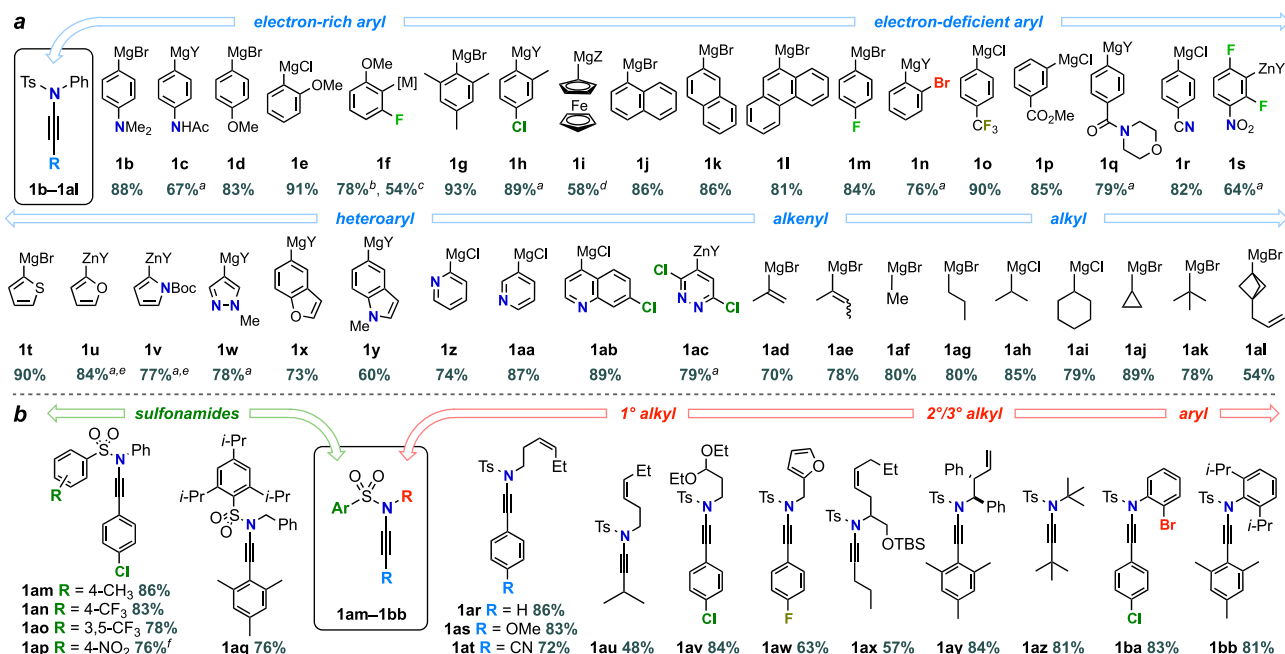 a
electron-rich aryl
electron-deficient aryl
Ts N Ph
R
1b–1al
MgBr
NMe2
MgY
NHAc
MgBr
OMe
MgCl
OMe
OMe
[M]
F
MgBr
MgY
Cl
MgZ
Fe
MgBr
MgBr
MgBr
MgBr
F
MgY
Br
MgCl
CF3
MgCl
CO2Me
MgY
O
N
O
MgCl
CN
F
ZnY
F
NO2
1b 1c 1d 1e 1f 1g 1h 1i 1j 1k 1l 1m 1n 1o 1p 1q 1r 1s
88% 67%a 83% 91% 78%b, 54%c 93% 89%a 58%d 86% 86% 81% 84% 76%a 90% 85% 79%a 82% 64%a
heteroaryl
alkenyl
alkyl
MgBr
S
ZnY
O
ZnY
NBoc
MgY
N–N
Me
MgY
O
MgY
N
Me
MgCl
N
MgCl
N
MgCl
N
Cl
ZnY
Cl
N N
Cl
MgBr
MgBr
MgBr
Me
MgBr
MgCl
MgCl
MgBr
MgBr
MgBr
1t 1u 1v 1w 1x 1y 1z 1aa 1ab 1ac 1ad 1ae 1af 1ag 1ah 1ai 1aj 1ak 1al
90% 84%a,e 77%a,e 78%a 73% 60% 74% 87% 89% 79%a 70% 78% 80% 80% 85% 79% 89% 78% 54%
b
sulfonamides
1° alkyl
2°/3° alkyl
aryl
O O
S N Ph
R
Cl
1am R = 4-CH3 86%
1an R = 4-CF3 83%
1ao R = 3,5-CF3 78%
1ap R = 4-NO2 76%f
i-Pr
i-Pr
i-Pr
O S
O N Ph
1aq 76%
O O
Ar S N R
R
1am–1bb
Ts N
Et
R
1ar R = H 86%
1as R = OMe 83%
1at R = CN 72%
Et
Ts N
1au 48%
OEt
EtO
Ts N
Cl
1av 84%
O
Ts N
F
1aw 63%
Et
Ts N
OTBS
1ax 57%
Ph
Ts N Ph
1ay 84%
Ts N
1az 81%
Ts N
Br
Cl
1ba 83%
i-Pr
Ts N
i-Pr
1bb 81%